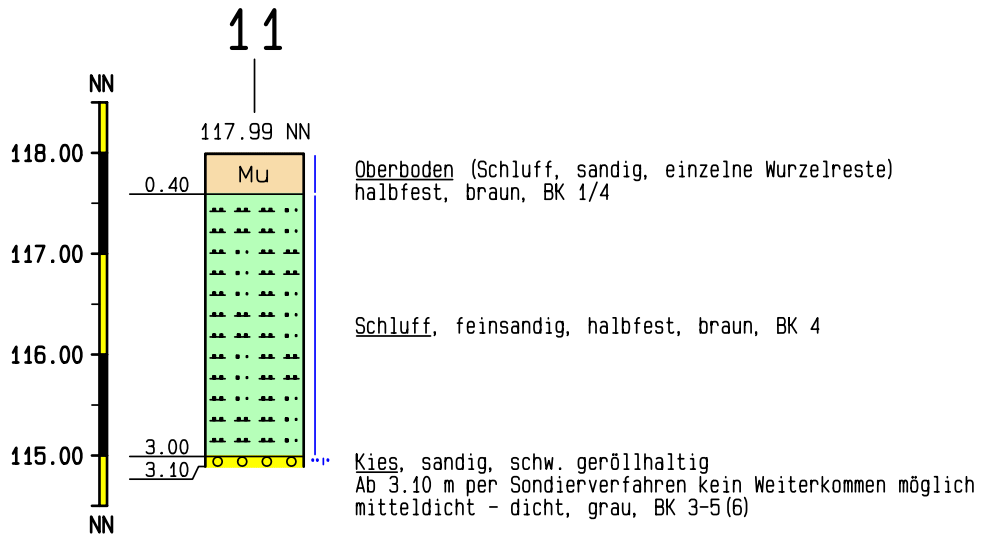 11
NN
117.99 NN
118.00
Mu
Oberboden (Schluff, sandig, einzelne Wurzelreste)
0.40
halbfest, braun, BK 1/4
117.00
Schluff, feinsandig, halbfest, braun, BK 4
116.00
3.00
115.00
Kies, sandig, schw. geröllhaltig
3.10
Ab 3.10 m per Sondierverfahren kein Weiterkommen möglich
mitteldicht - dicht, grau, BK 3-5(6)
NN